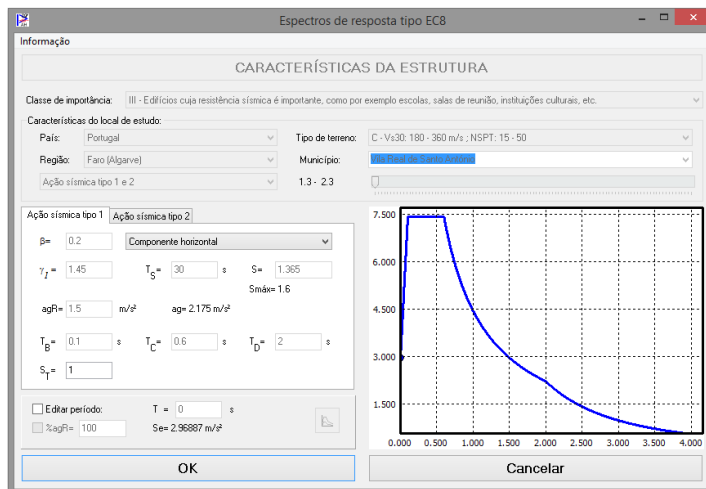 Espectros de resposta tipo EC8
Informação
CARACTERÍSTICAS DA ESTRUTURA
Classe de importância: III - Edifícios cuja resistência sísmica é importante, como por exemplo escolas, salas de reunião, instituições culturais, etc.
Características do local de estudo:
País: Portugal Tipo de terreno: C - Vs30: 180 - 360 m/s ; NSPT: 15 - 50
Região: Faro (Algarve) Município: Vila Real de Santo António
Ação sísmica tipo 1 e 2 1.3 - 2.3
Ação sísmica tipo 1 Ação sísmica tipo 2
β= 0.2 Componente horizontal
γI= 1.45 TS= 30 s S= 1.365
Smáx= 1.6
agR= 1.5 m/s² ag= 2.175 m/s²
TB= 0.1 s TC= 0.6 s TD= 2 s
ST= 1
Editar período: T = 0 s
%agR= 100 Se= 2.96887 m/s²
7.500
6.000
4.500
3.000
1.500
0.000 0.500 1.000 1.500 2.000 2.500 3.000 3.500 4.000
OK Cancelar